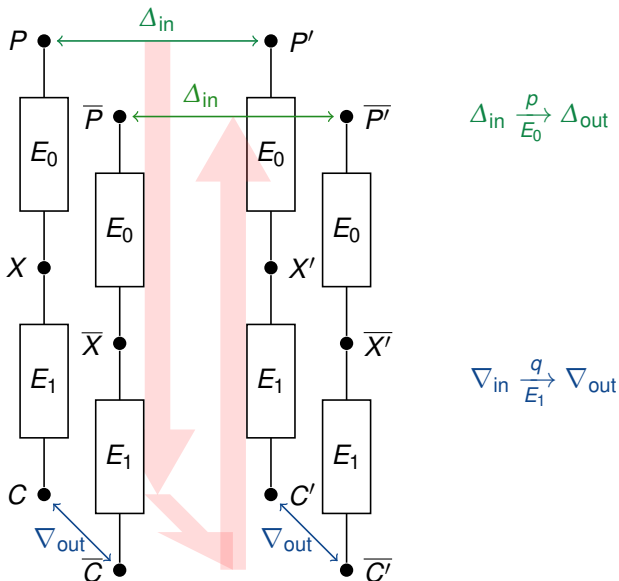 P Δin P′
P̅ Δin P̅′̅ Δin →(p, E0) Δout
E0 E0
E0 E0
X X′
X̅ X̅′̅
E1 E1 ∇in →(q, E1) ∇out
E1 E1
C C′
∇out ∇out
C̅ C̅′̅